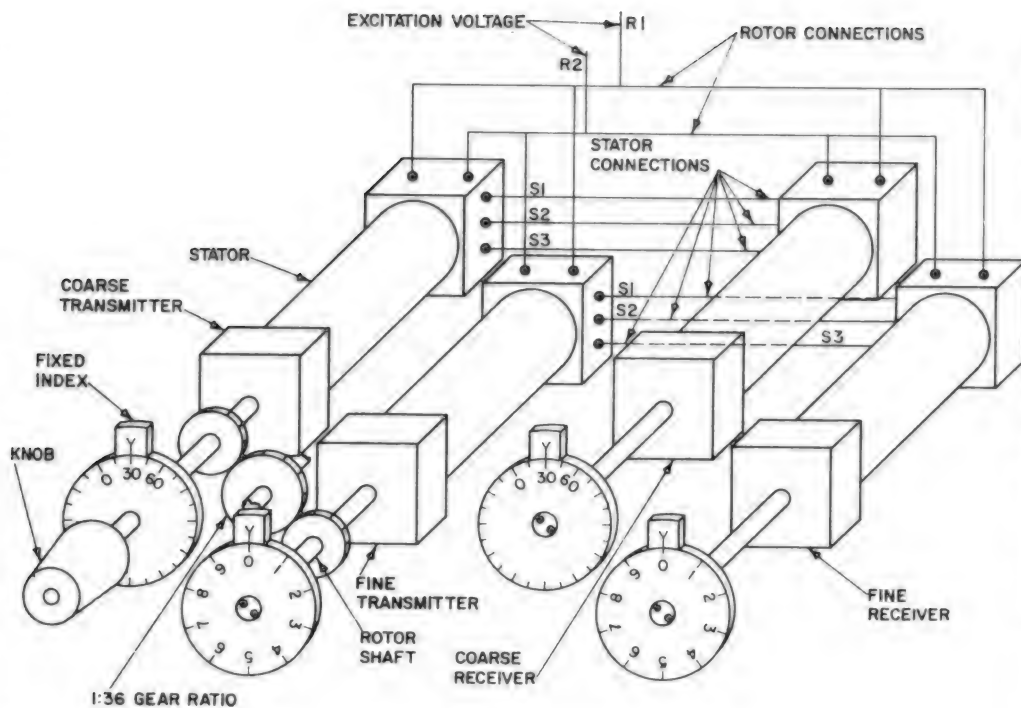 EXCITATION VOLTAGE
R1
R2
ROTOR CONNECTIONS
STATOR
CONNECTIONS
S1
S2
S3
STATOR
COARSE
TRANSMITTER
S1
S2
S3
FIXED
INDEX
KNOB
Y
0 30 60
Y
0 30 60
Y
0 1 2 3 4 5 6 7 8 9
Y
0 1 2 3 4 5 6 7 8 9
FINE
TRANSMITTER
ROTOR
SHAFT
COARSE
RECEIVER
FINE
RECEIVER
1:36 GEAR RATIO